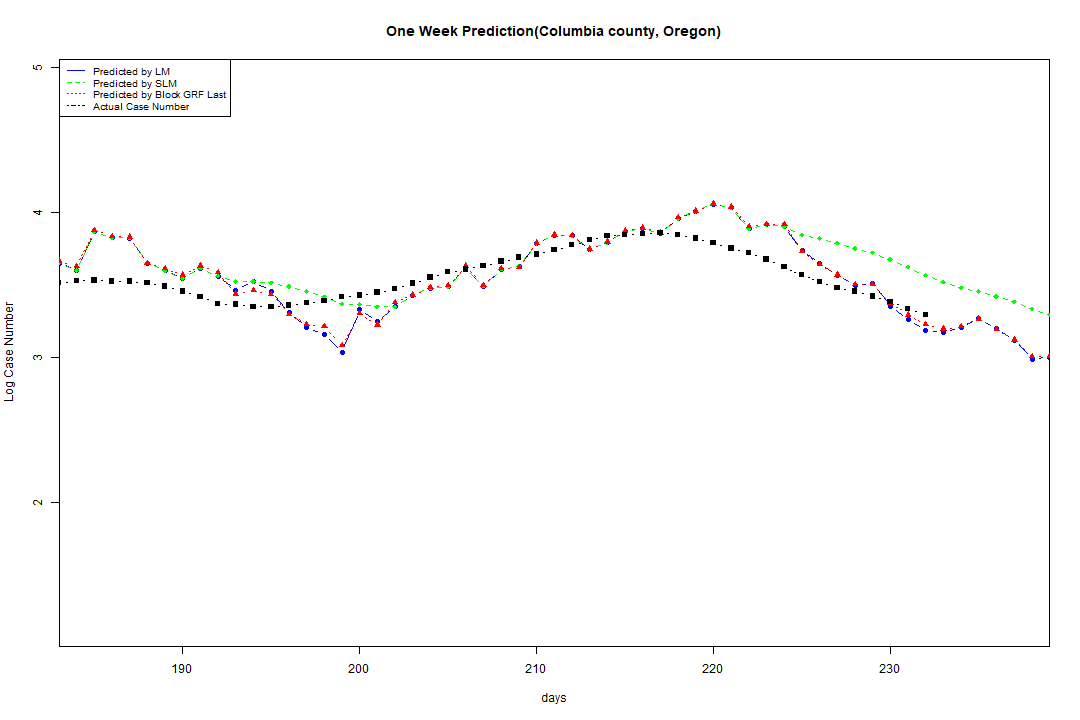 One Week Prediction(Columbia county, Oregon)
Predicted by LM
Predicted by SLM
Predicted by Block GRF Last
Actual Case Number
5
4
3
2
Log Case Number
190 200 210 220 230
days